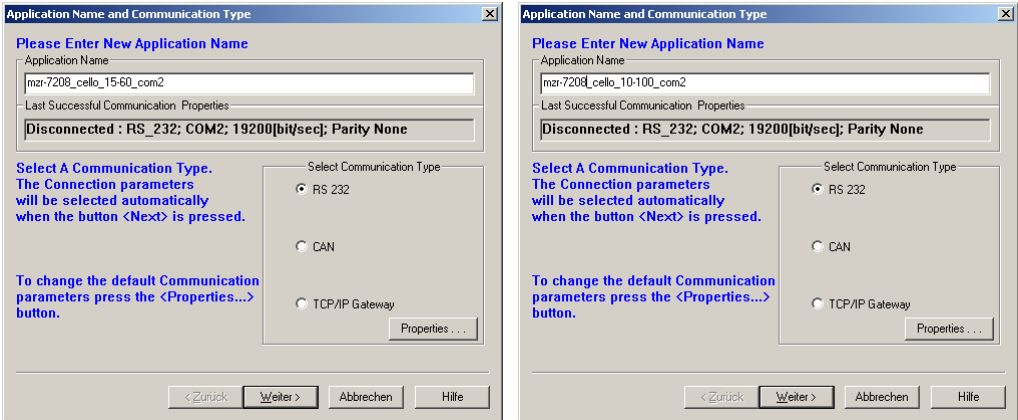 Application Name and Communication Type
Please Enter New Application Name
Application Name
mzr-7208_cello_15-60_com2
Last Successful Communication Properties
Disconnected : RS_232; COM2; 19200[bit/sec]; Parity None
Select A Communication Type.
The Connection parameters
will be selected automatically
when the button <Next> is pressed.
To change the default Communication
parameters press the <Properties...>
button.
Select Communication Type
RS 232
CAN
TCP/IP Gateway
Properties . . .
< Zurück
Weiter >
Abbrechen
Hilfe
Application Name and Communication Type
Please Enter New Application Name
Application Name
mzr-7208_cello_10-100_com2
Last Successful Communication Properties
Disconnected : RS_232; COM2; 19200[bit/sec]; Parity None
Select A Communication Type.
The Connection parameters
will be selected automatically
when the button <Next> is pressed.
To change the default Communication
parameters press the <Properties...>
button.
Select Communication Type
RS 232
CAN
TCP/IP Gateway
Properties . . .
< Zurück
Weiter >
Abbrechen
Hilfe